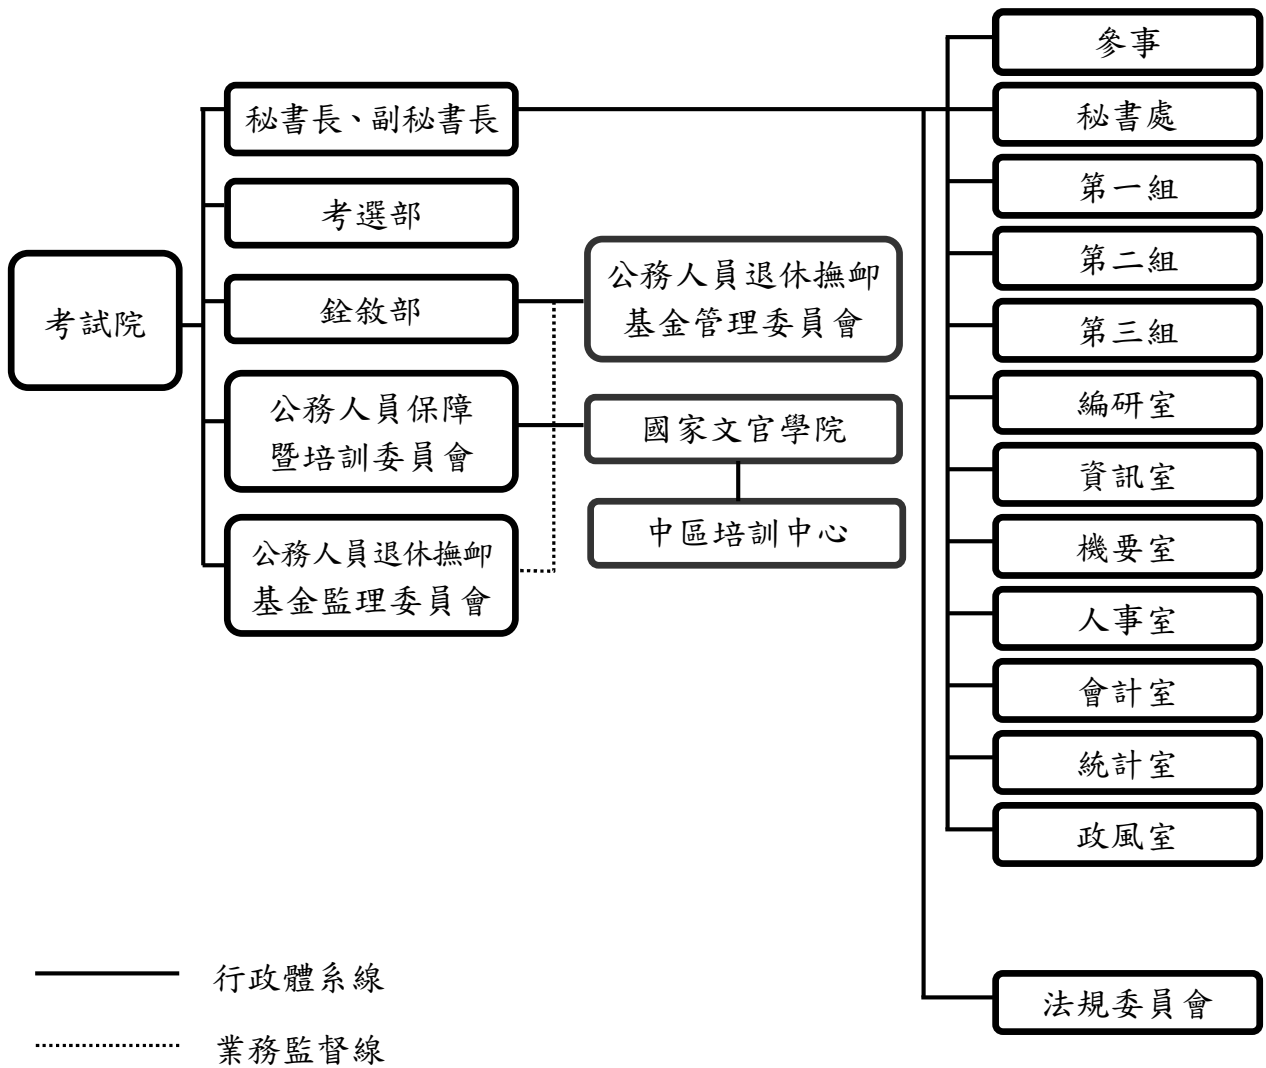 考試院
秘書長、副秘書長
考選部
銓敘部
公務人員保障
暨培訓委員會
公務人員退休撫卹
基金監理委員會
公務人員退休撫卹
基金管理委員會
國家文官學院
中區培訓中心
參事
秘書處
第一組
第二組
第三組
編研室
資訊室
機要室
人事室
會計室
統計室
政風室
法規委員會
行政體系線
業務監督線